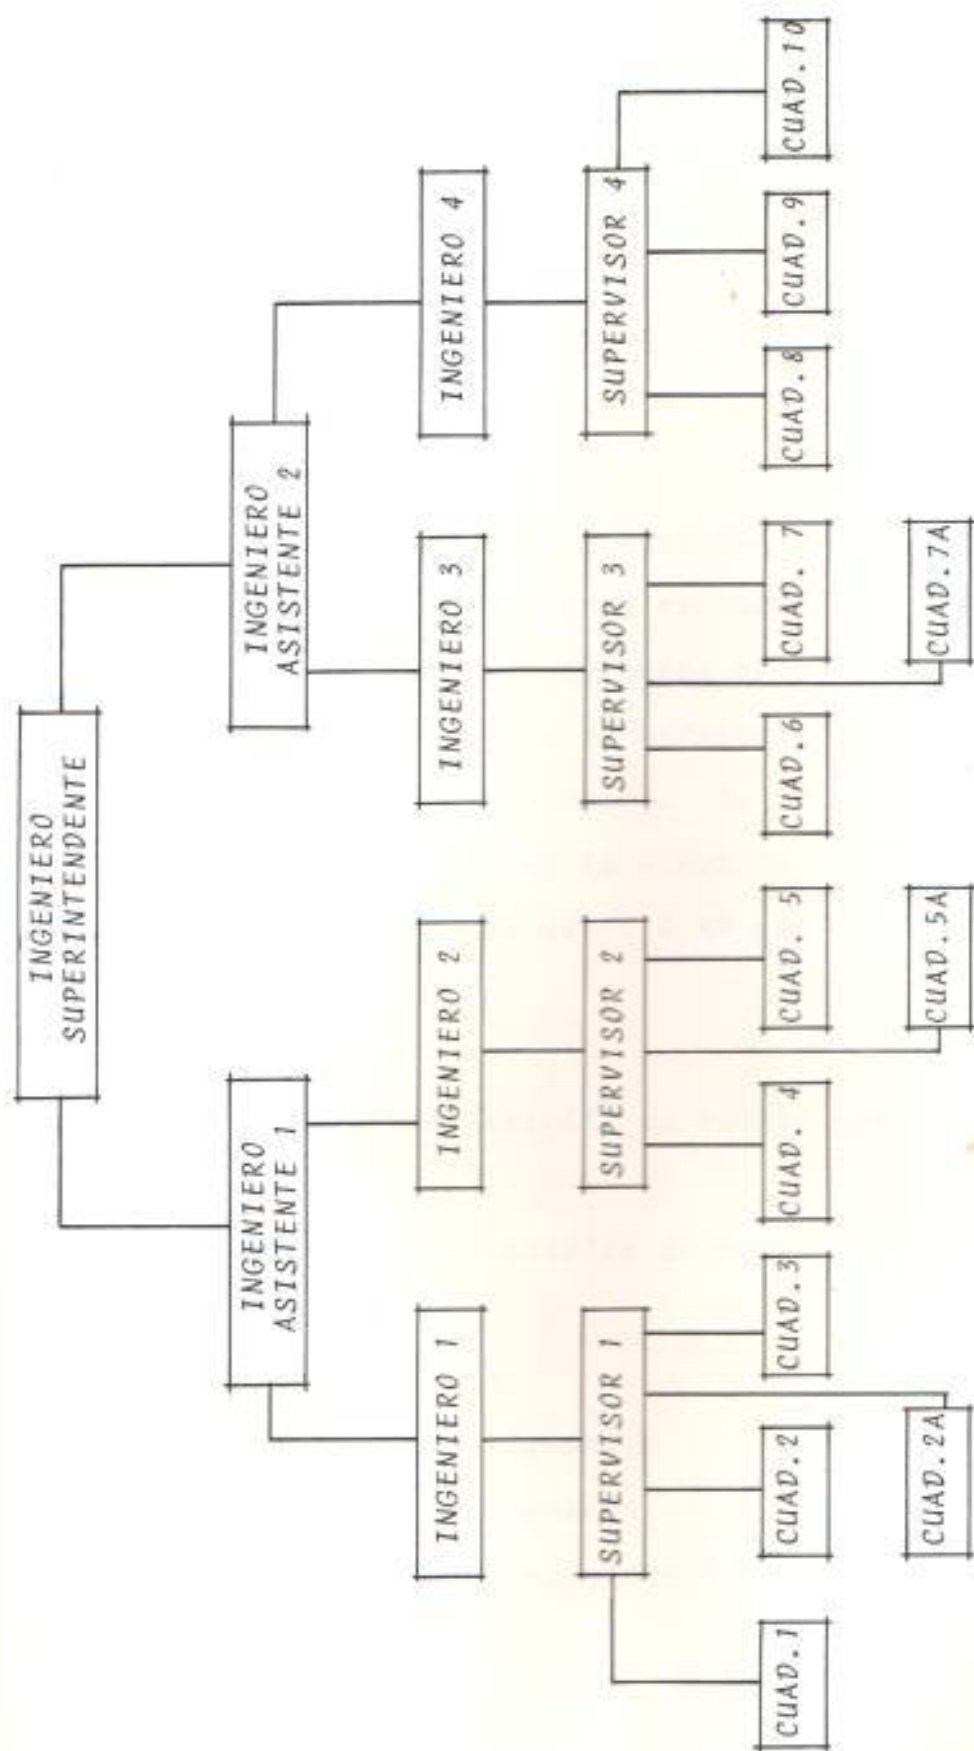 INGENIERO
SUPERINTENDENTE
INGENIERO
ASISTENTE 1
INGENIERO
ASISTENTE 2
INGENIERO 1
INGENIERO 2
INGENIERO 3
INGENIERO 4
SUPERVISOR 1
SUPERVISOR 2
SUPERVISOR 3
SUPERVISOR 4
CUAD.1
CUAD.2
CUAD.3
CUAD. 4
CUAD. 5
CUAD.6
CUAD. 7
CUAD.8
CUAD.9
CUAD.10
CUAD.2A
CUAD.5A
CUAD.7A